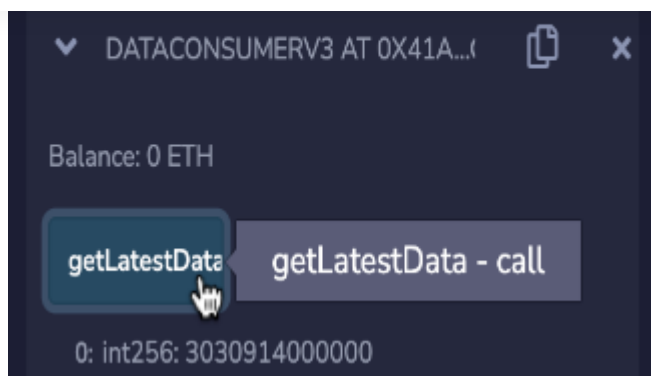 DATACONSUMERV3 AT 0X41A...
Balance: 0 ETH
getLatestData
getLatestData - call
0: int256: 3030914000000